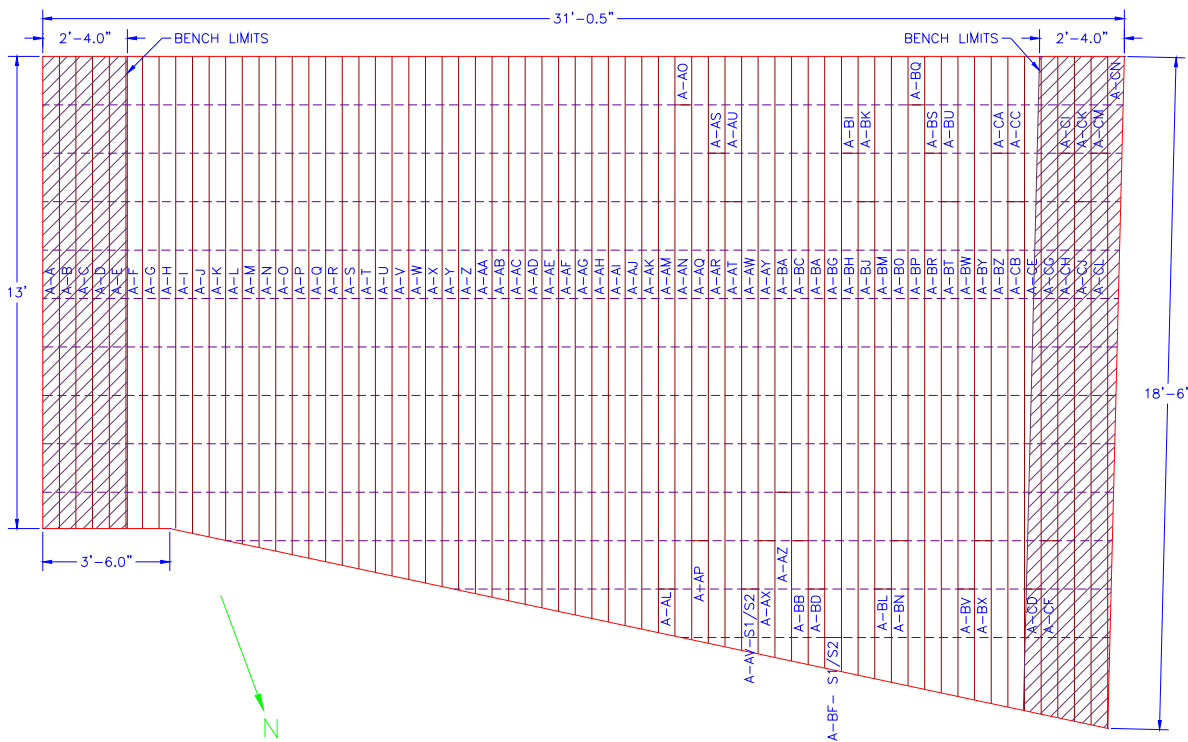 31'-0.5"
2'-4.0"
BENCH LIMITS
BENCH LIMITS
2'-4.0"
A-AO
A-BQ
A-CN
A-AS
A-AU
A-BI
A-BK
A-BS
A-BU
A-CA
A-CC
A-CI
A-CK
A-CM
13'
A-A
A-B
A-C
A-D
A-E
A-F
A-G
A-H
A-I
A-J
A-K
A-L
A-M
A-N
A-O
A-P
A-Q
A-R
A-S
A-T
A-U
A-V
A-W
A-X
A-Y
A-Z
A-AA
A-AB
A-AC
A-AD
A-AE
A-AF
A-AG
A-AH
A-AI
A-AJ
A-AK
A-AM
A-AN
A-AQ
A-AR
A-AT
A-AW
A-AY
A-BA
A-BC
A-BA
A-BG
A-BH
A-BJ
A-BM
A-BO
A-BP
A-BR
A-BT
A-BW
A-BY
A-BZ
A-CB
A-CE
A-CG
A-CH
A-CJ
A-CL
18'-6"
3'-6.0"
A-AL
A-AP
A-AV-S1/S2
A-AX
A-AZ
A-BB
A-BD
A-BF- S1/S2
A-BL
A-BN
A-BV
A-BX
A-CD
A-CF
N